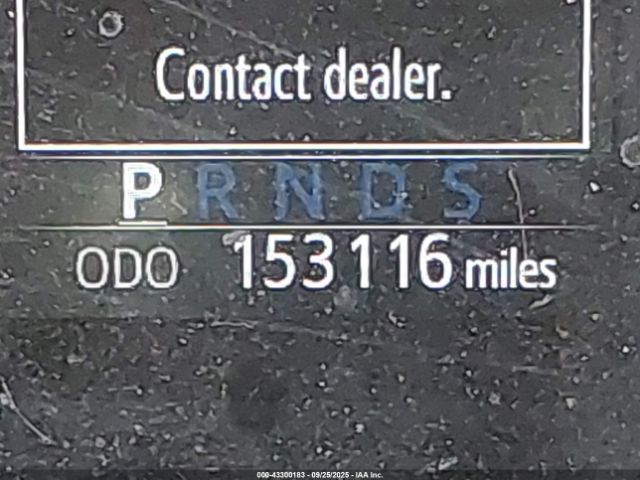 Contact dealer.
P R N D S
ODO 153116 miles
000-43300183 - 09/25/2025 - IAA Inc.